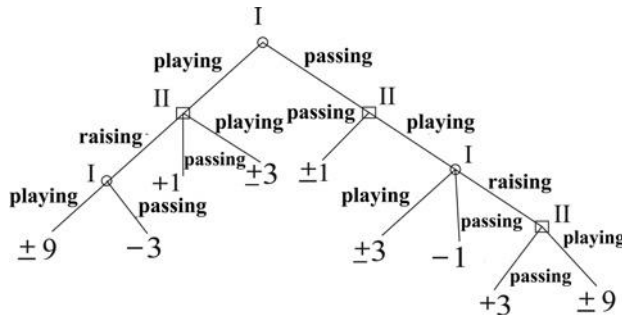 I
playing passing
II passing II
raising playing playing
I passing I
+1 ±3 ±1
playing passing playing raising
passing II
±9 −3 ±3 −1 passing playing
+3 ±9